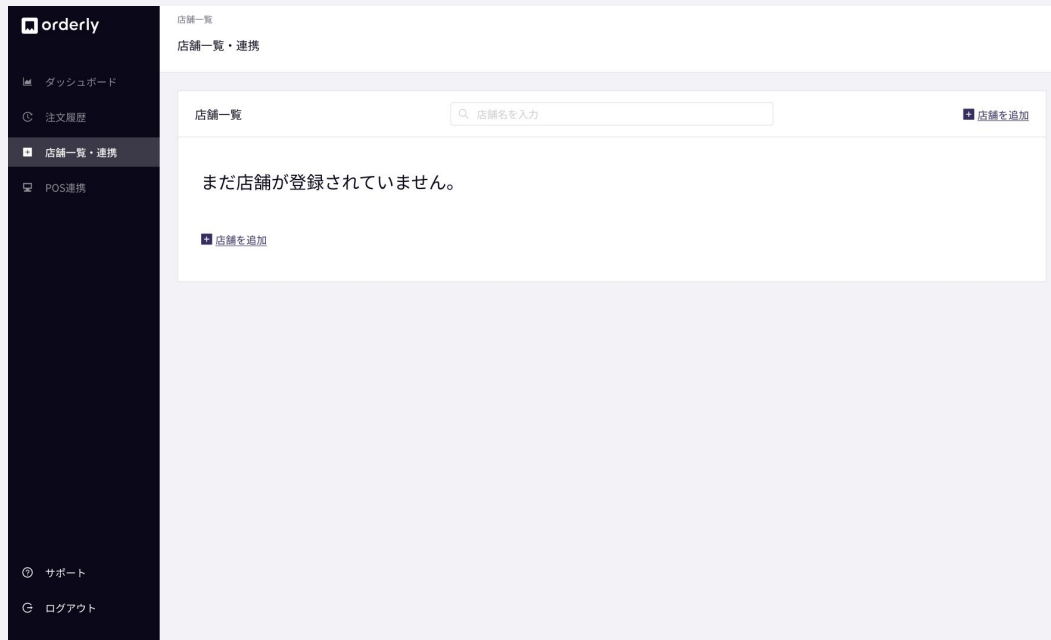 orderly
ダッシュボード
注文履歴
店舗一覧・連携
POS連携
サポート
ログアウト
店舗一覧
店舗一覧・連携
店舗一覧
店舗名を入力
店舗を追加
まだ店舗が登録されていません。
店舗を追加